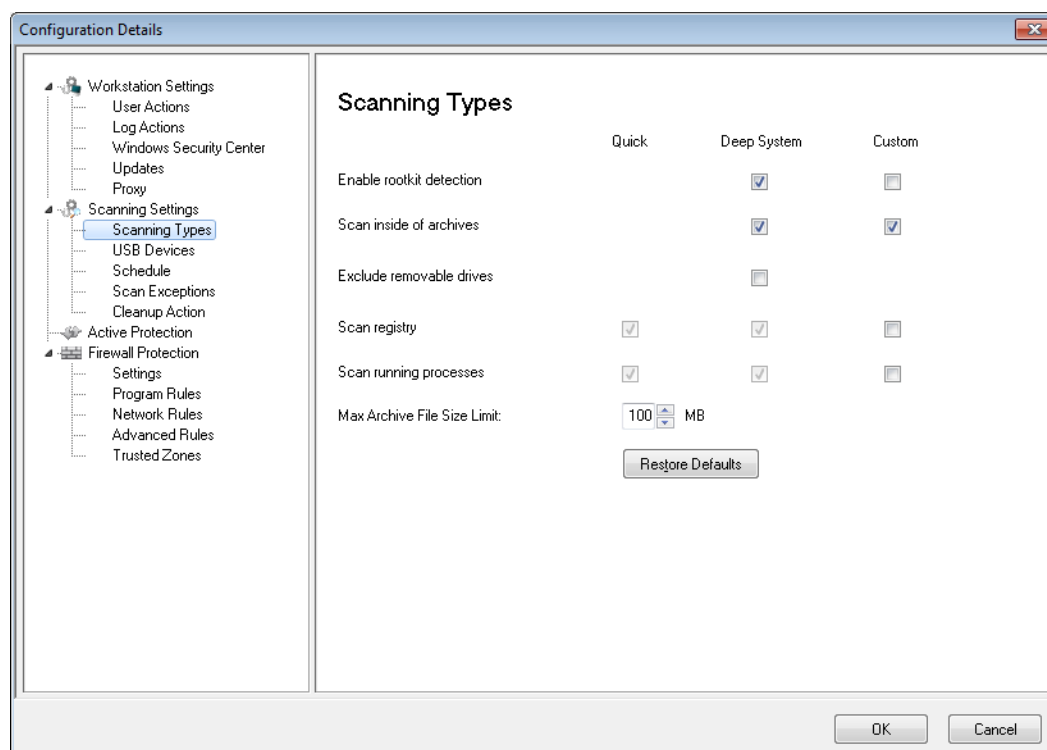 Configuration Details
Workstation Settings
User Actions
Log Actions
Windows Security Center
Updates
Proxy
Scanning Settings
Scanning Types
USB Devices
Schedule
Scan Exceptions
Cleanup Action
Active Protection
Firewall Protection
Settings
Program Rules
Network Rules
Advanced Rules
Trusted Zones
Scanning Types
Quick Deep System Custom
Enable rootkit detection
Scan inside of archives
Exclude removable drives
Scan registry
Scan running processes
Max Archive File Size Limit: 100 MB
Restore Defaults
OK Cancel